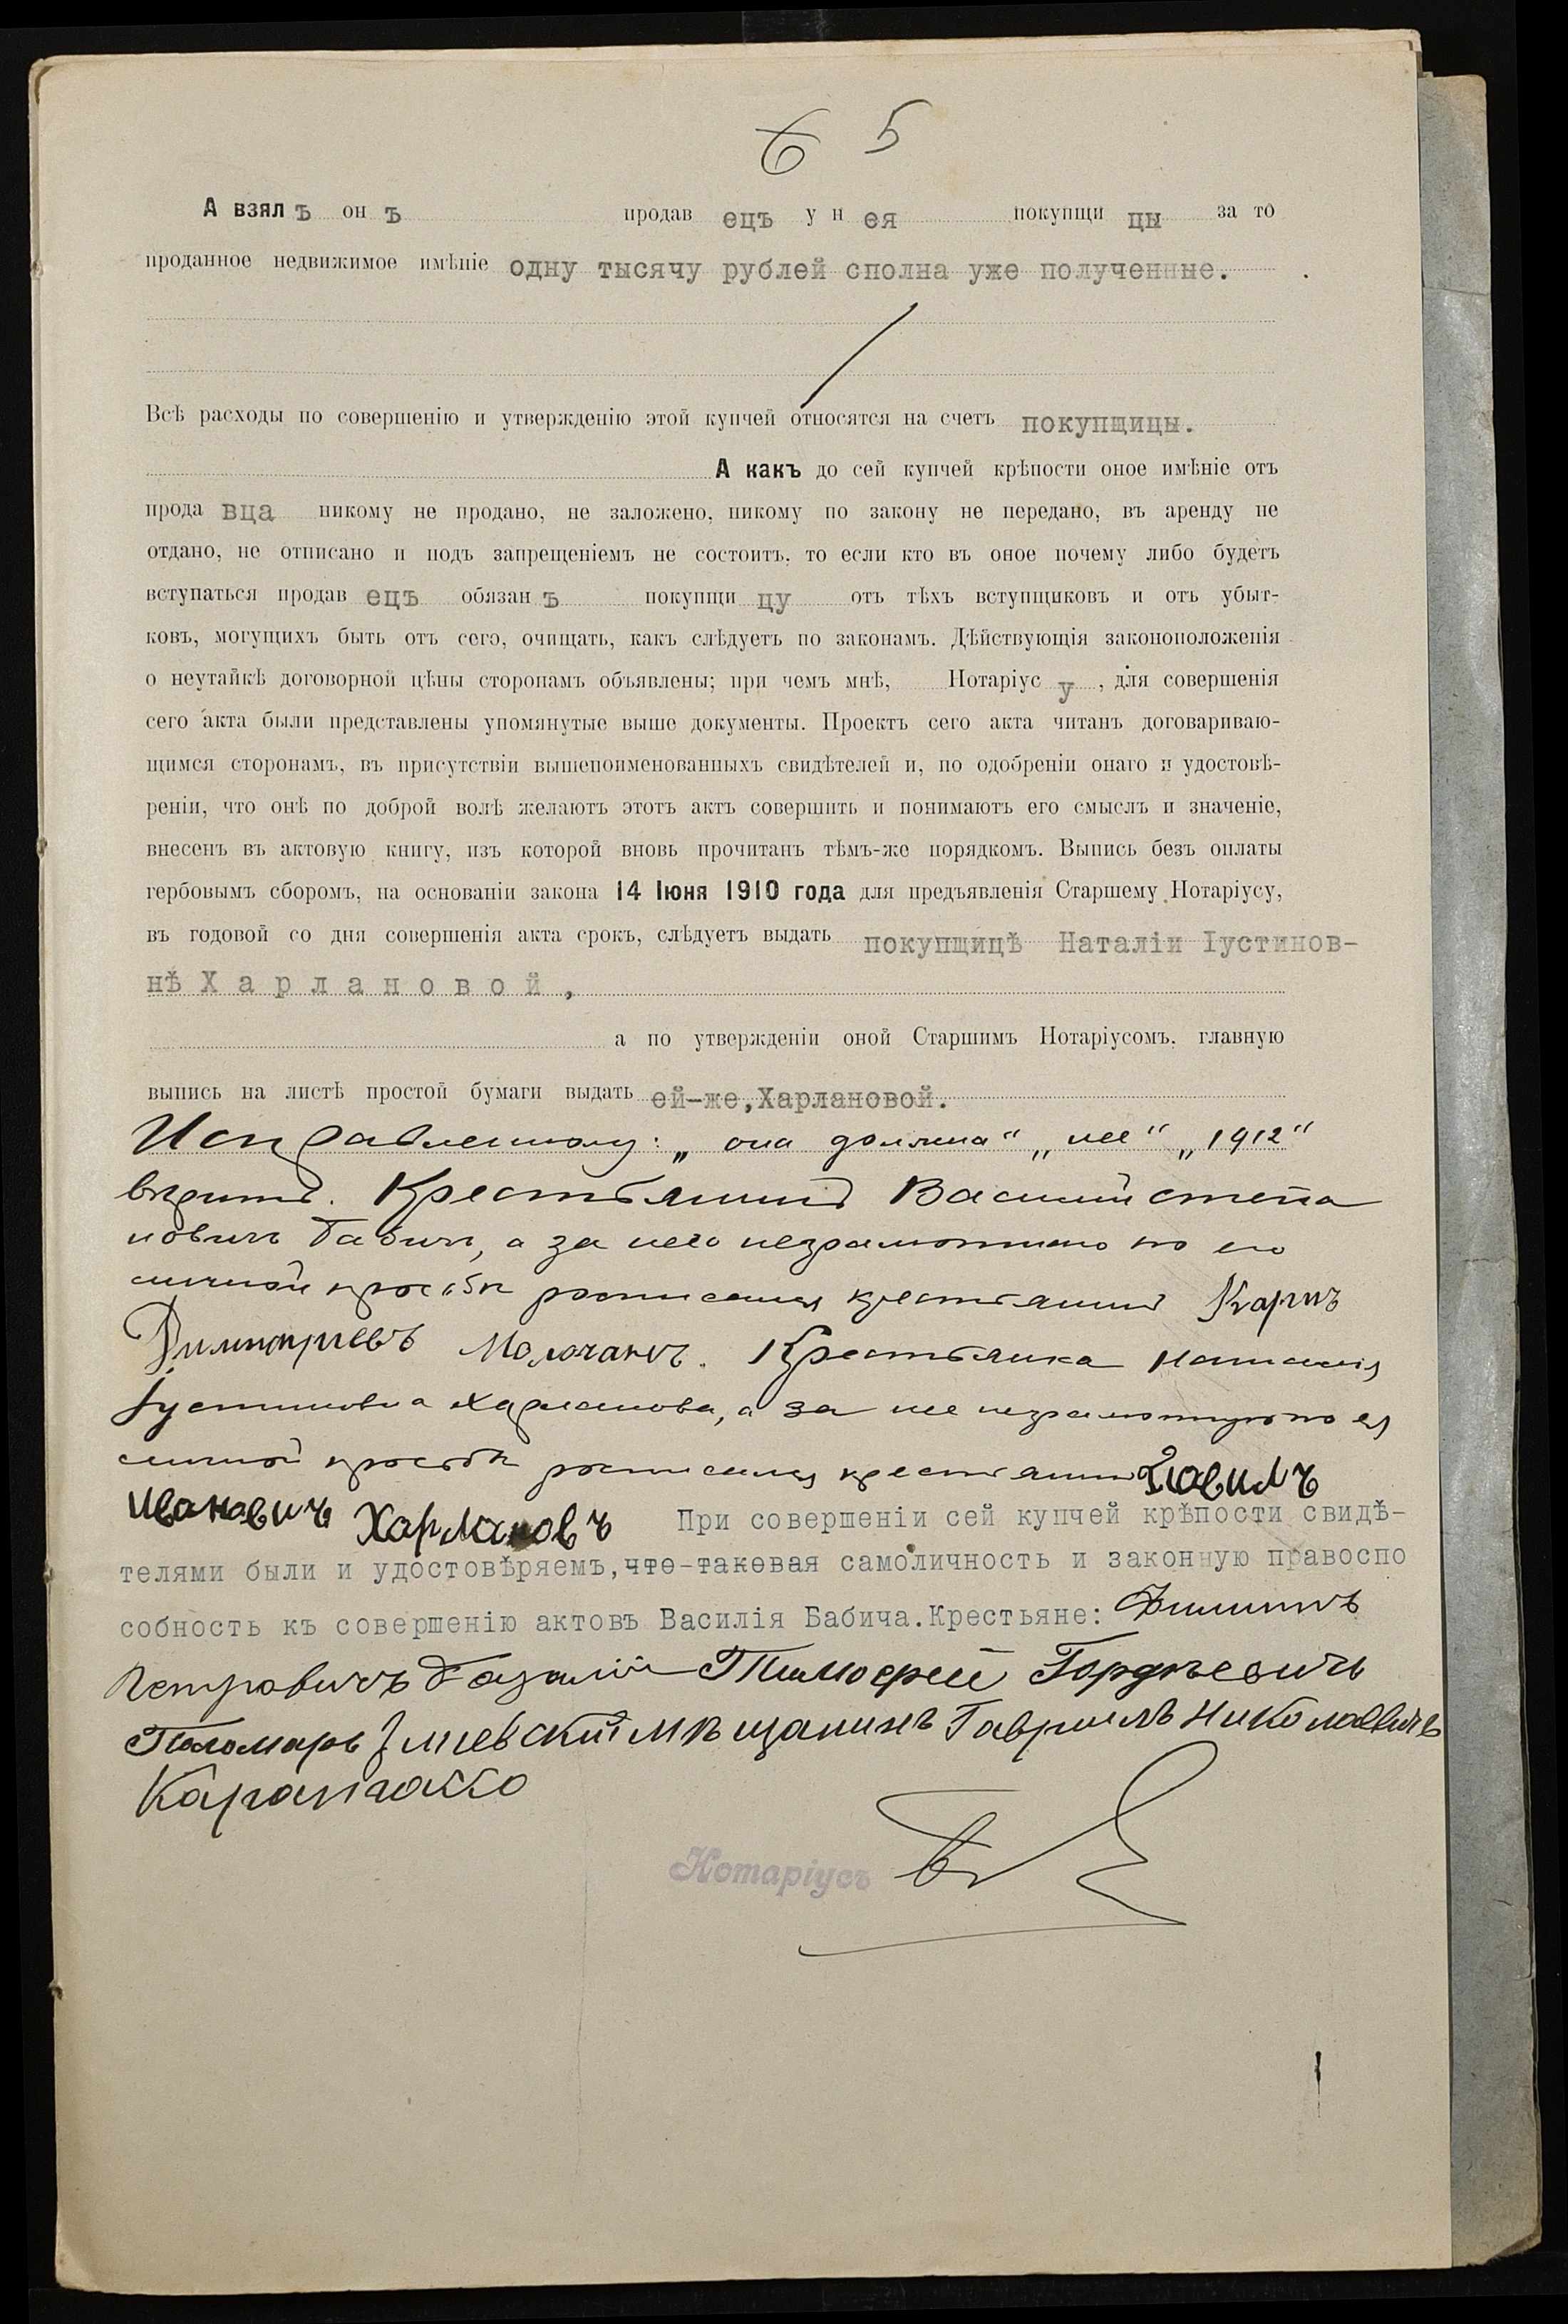 6 5
А взялъ онъ продавецъ у нея покупщицы за то
проданное недвижимое имѣніе одну тысячу рублей сполна уже полученные.
Всѣ расходы по совершенію и утвержденію этой купчей относятся на счетъ покупщицы.
А какъ до сей купчей крѣпости оное имѣніе отъ
продавца никому не продано, не заложено, никому по закону не передано, въ аренду не
отдано, не отписано и подъ запрещеніемъ не состоитъ, то если кто въ оное почему либо будетъ
вступаться продавецъ обязанъ покупщицу отъ тѣхъ вступщиковъ и отъ убыт-
ковъ, могущихъ быть отъ сего, очищать, какъ слѣдуетъ по законамъ. Дѣйствующія законоположенія
о неутайкѣ договорной цѣны сторонамъ объявлены; при чемъ мнѣ, Нотаріусу, для совершенія
сего акта были представлены упомянутые выше документы. Проектъ сего акта читанъ договариваю-
щимся сторонамъ, въ присутствіи вышепоименованныхъ свидѣтелей и, по одобреніи онаго и удостовѣ-
реніи, что онѣ по доброй волѣ желаютъ этотъ актъ совершить и понимаютъ его смыслъ и значеніе,
внесенъ въ актовую книгу, изъ которой вновь прочитанъ тѣмъ-же порядкомъ. Выпись безъ оплаты
гербовымъ сборомъ, на основаніи закона 14 Іюня 1910 года для предъявленія Старшему Нотаріусу,
въ годовой со дня совершенія акта срокъ, слѣдуетъ выдать покупщицѣ Наталіи Іустинов-
нѣ Харлановой,
а по утвержденіи оной Старшимъ Нотаріусомъ, главную
выпись на листѣ простой бумаги выдать ей-же,Харлановой.
Исправленному: „она должна“ „нее“ „1912“
вѣрить. Крестьянинъ Василій Степа
новичъ Бабичъ, а за него неграмотнаго по его
личной просьбѣ росписался крестьянинъ Карпъ
Димитріевъ Молочанъ. Крестьянка Наталія
Іустиновна Харланова, а за нее неграмотную по ея
личной просьбѣ росписался крестьянинъ Павилъ
Ивановичъ Харлановъ При совершеніи сей купчей крѣпости свидѣ-
телями были и удостовѣряемъ,что-таковая самоличность и законную правоспо
собность къ совершенію актовъ Василія Бабича.Крестьяне: Филиппъ
Петровичъ Тимофей Гордѣевичъ
Зміевскій мѣщанинъ Гавріилъ Николаевичъ
Нотаріусъ